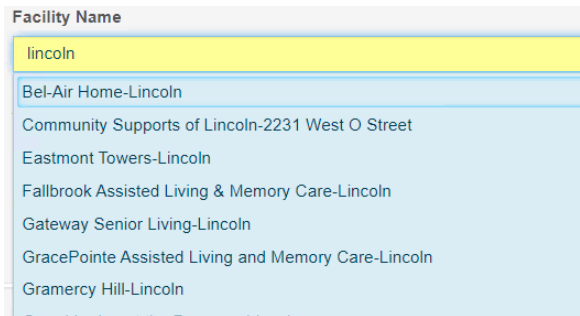 Facility Name
lincoln
Bel-Air Home-Lincoln
Community Supports of Lincoln-2231 West O Street
Eastmont Towers-Lincoln
Fallbrook Assisted Living & Memory Care-Lincoln
Gateway Senior Living-Lincoln
GracePointe Assisted Living and Memory Care-Lincoln
Gramercy Hill-Lincoln